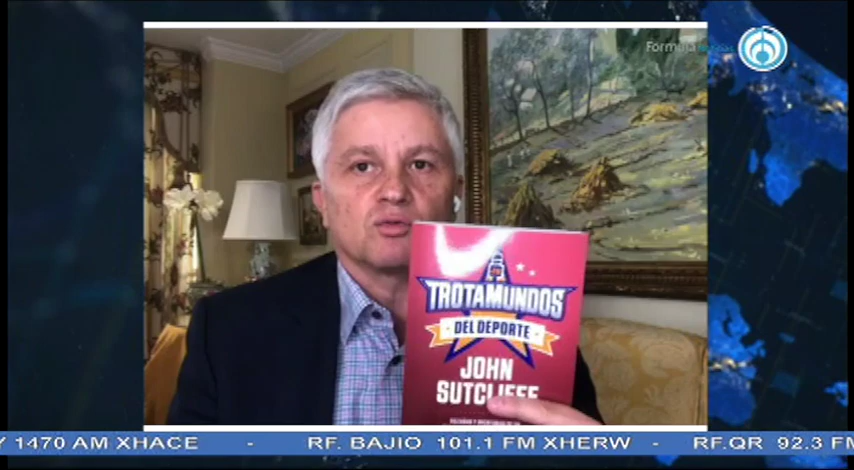 Formula
TROTAMUNDOS
DEL DEPORTE
JOHN
SUTCLIFFE
Y 1470 AM XHACE - RF. BAJIO 101.1 FM XHERW - RF.QR 92.3 FM